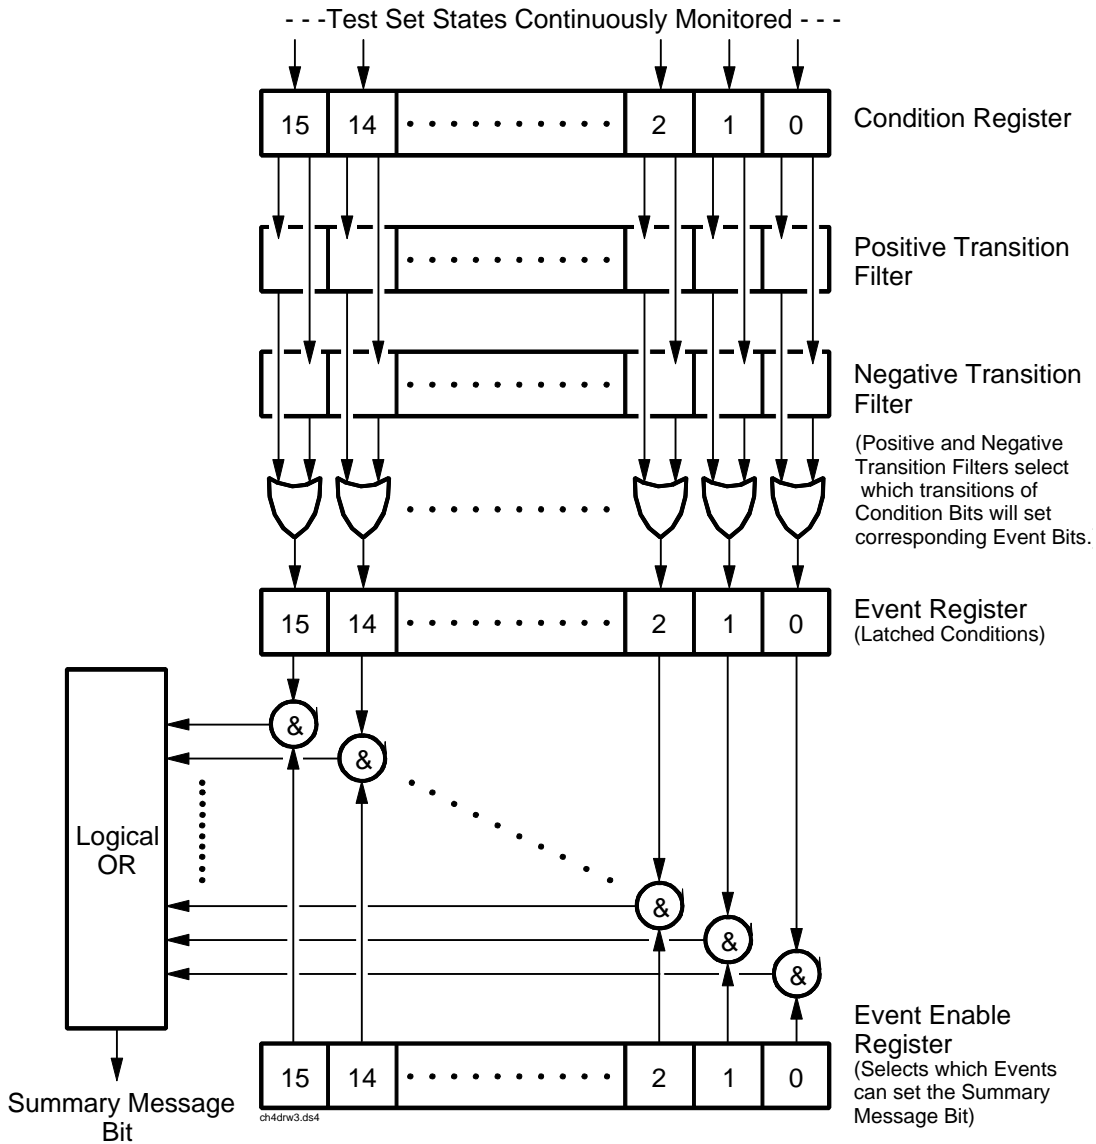 - - -Test Set States Continuously Monitored - - -
15 14 . . . . . . . . . . 2 1 0
Condition Register
Positive Transition
Filter
Negative Transition
Filter
(Positive and Negative
Transition Filters select
which transitions of
Condition Bits will set
corresponding Event Bits.)
15 14 . . . . . . . . . . 2 1 0
Event Register
(Latched Conditions)
&
&
Logical
OR
&
&
&
Event Enable
Register
(Selects which Events
can set the Summary
Message Bit)
15 14 . . . . . . . . . . 2 1 0
Summary Message
Bit
ch4drw3.ds4